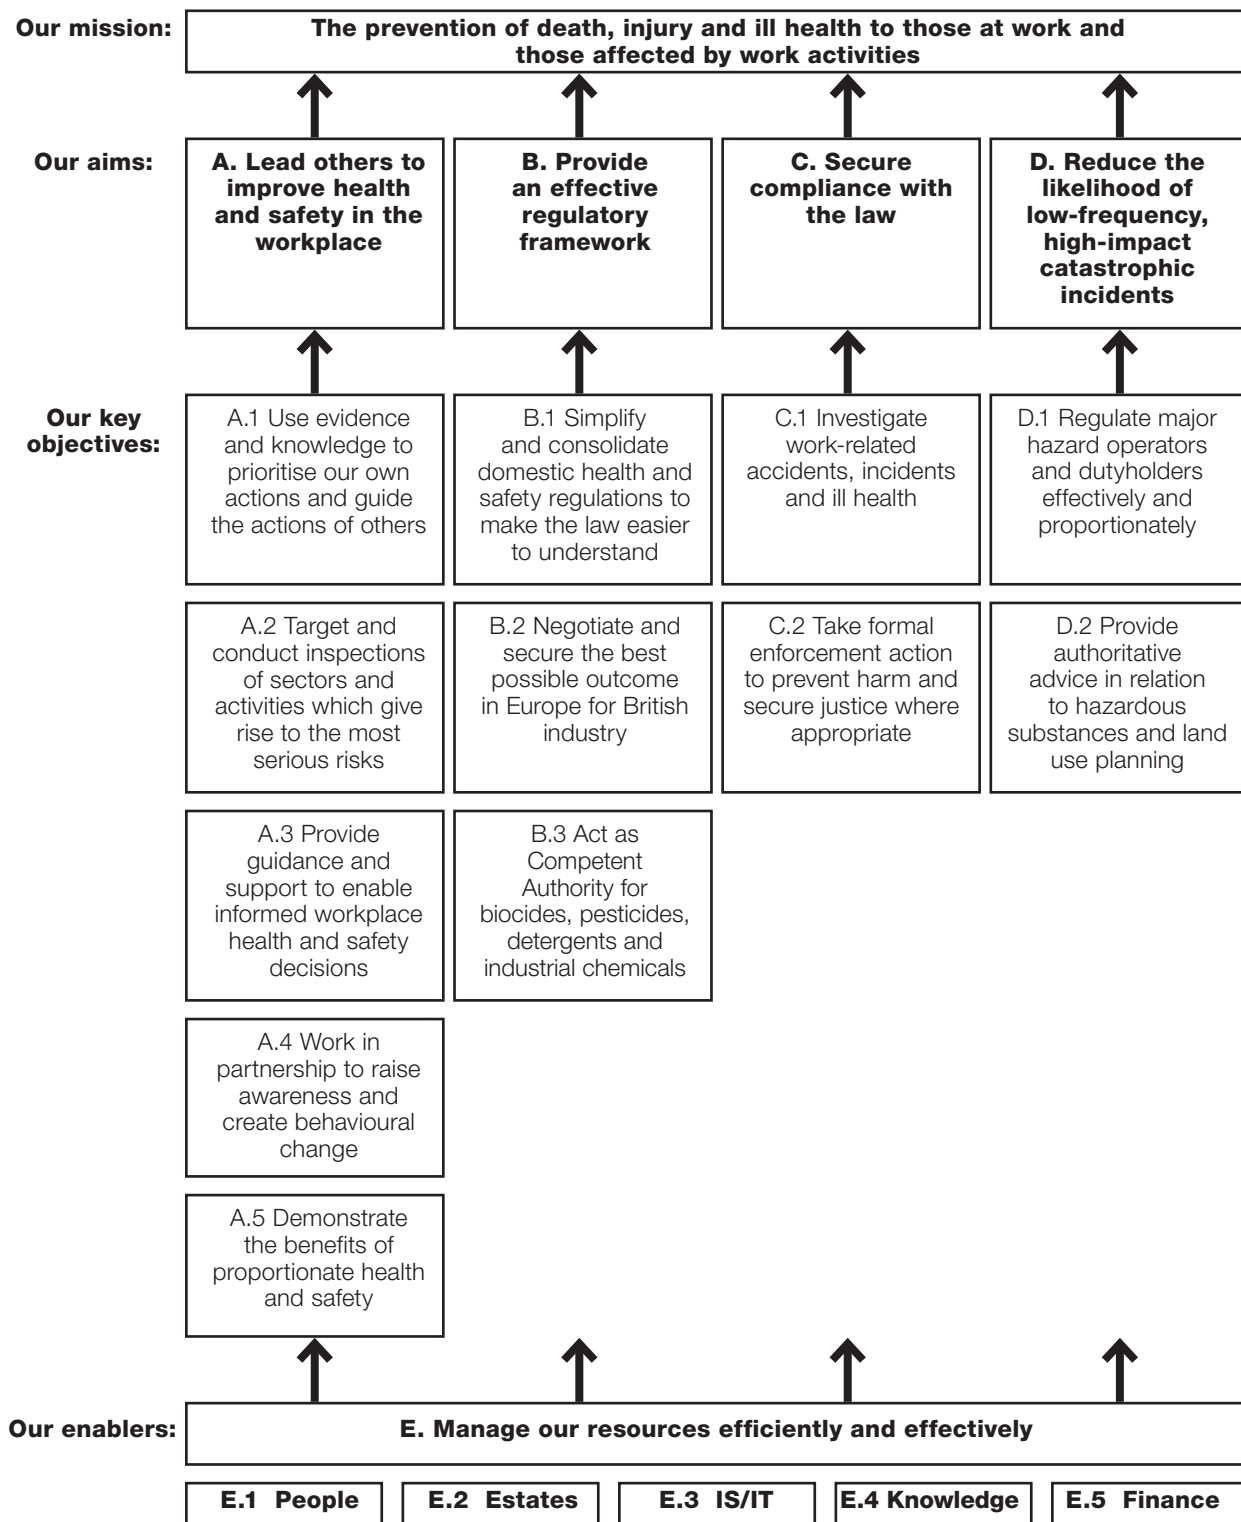 Our mission:
The prevention of death, injury and ill health to those at work and
those affected by work activities
Our aims:
A. Lead others to
improve health
and safety in the
workplace
B. Provide
an effective
regulatory
framework
C. Secure
compliance with
the law
D. Reduce the
likelihood of
low-frequency,
high-impact
catastrophic
incidents
Our key
objectives:
A.1 Use evidence
and knowledge to
prioritise our own
actions and guide
the actions of others
B.1 Simplify
and consolidate
domestic health and
safety regulations to
make the law easier
to understand
C.1 Investigate
work-related
accidents, incidents
and ill health
D.1 Regulate major
hazard operators
and dutyholders
effectively and
proportionately
A.2 Target and
conduct inspections
of sectors and
activities which give
rise to the most
serious risks
B.2 Negotiate and
secure the best
possible outcome
in Europe for British
industry
C.2 Take formal
enforcement action
to prevent harm and
secure justice where
appropriate
D.2 Provide
authoritative
advice in relation
to hazardous
substances and land
use planning
A.3 Provide
guidance and
support to enable
informed workplace
health and safety
decisions
B.3 Act as
Competent
Authority for
biocides, pesticides,
detergents and
industrial chemicals
A.4 Work in
partnership to raise
awareness and
create behavioural
change
A.5 Demonstrate
the benefits of
proportionate health
and safety
Our enablers:
E. Manage our resources efficiently and effectively
E.1 People
E.2 Estates
E.3 IS/IT
E.4 Knowledge
E.5 Finance